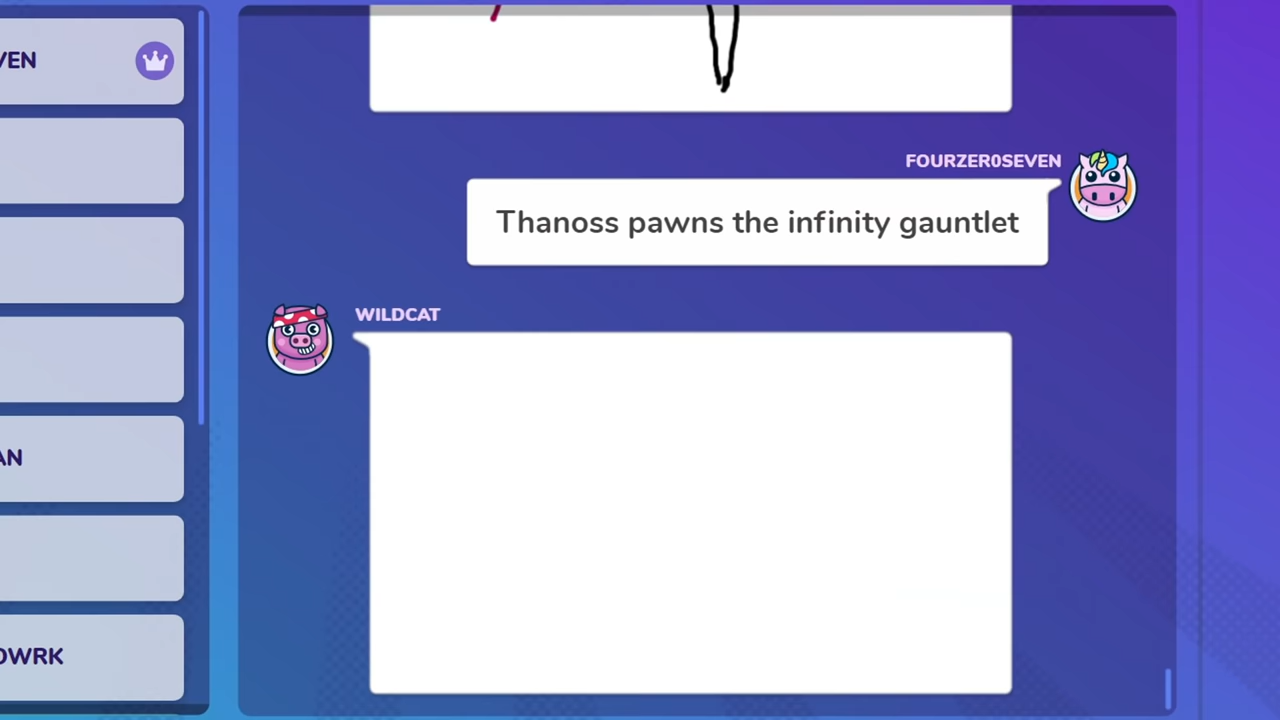 VEN
FOURZER0SEVEN
Thanoss pawns the infinity gauntlet
WILDCAT
AN
OWRK